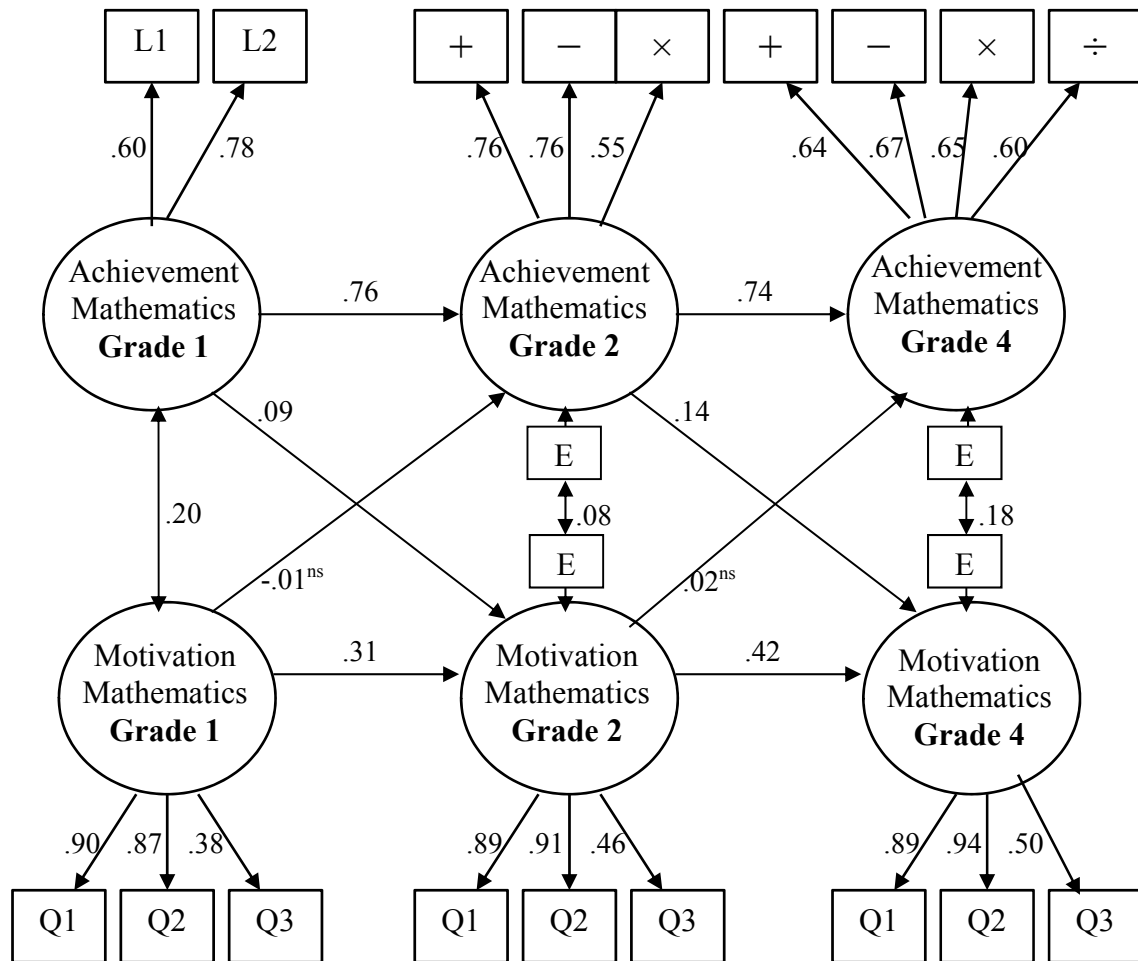 L1 L2 + − × + − × ÷
.60 .78 .76 .76 .55 .64 .67 .65 .60
Achievement
Mathematics
Grade 1
.76
Achievement
Mathematics
Grade 2
.74
Achievement
Mathematics
Grade 4
.09
.14
E
E
.20
.08
.18
E
E
-.01ⁿˢ
.02ⁿˢ
Motivation
Mathematics
Grade 1
.31
Motivation
Mathematics
Grade 2
.42
Motivation
Mathematics
Grade 4
.90 .87 .38 .89 .91 .46 .89 .94 .50
Q1 Q2 Q3 Q1 Q2 Q3 Q1 Q2 Q3